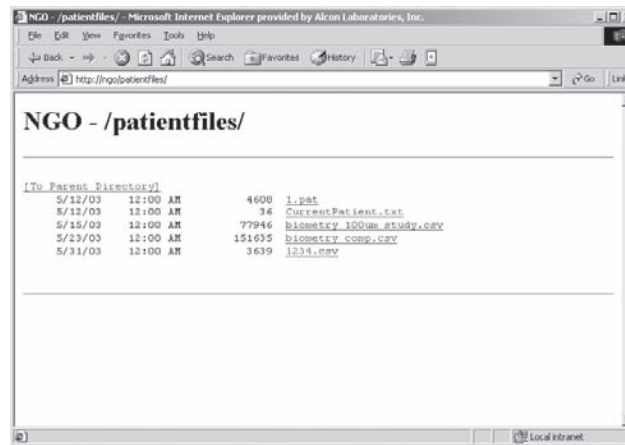 NGO - /patientfiles/ - Microsoft Internet Explorer provided by Alcon Laboratories, Inc.
File Edit View Favorites Tools Help
Back Search Favorites History
Address http://ngo/patientfiles/ Go Link
NGO - /patientfiles/
[To Parent Directory]
5/12/03 12:00 AM 4608 1.pat
5/12/03 12:00 AM 36 CurrentPatient.txt
5/15/03 12:00 AM 77946 biometry 100um study.csv
5/23/03 12:00 AM 151635 biometry comp.csv
5/31/03 12:00 AM 3639 1234.csv
Local intranet